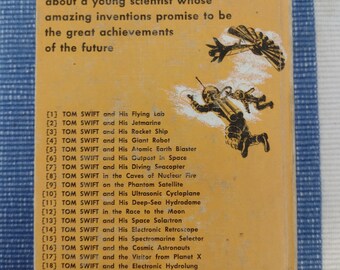 about a young scientist whose
amazing inventions promise to be
the great achievements
of the future
[1] TOM SWIFT and His Flying Lab
[2] TOM SWIFT and His Jetmarine
[3] TOM SWIFT and His Rocket Ship
[4] TOM SWIFT and His Giant Robot
[5] TOM SWIFT and His Atomic Earth Blaster
[6] TOM SWIFT and His Outpost in Space
[7] TOM SWIFT and His Diving Seacopter
[8] TOM SWIFT in the Caves of Nuclear Fire
[9] TOM SWIFT on the Phantom Satellite
[10] TOM SWIFT and His Ultrasonic Cycloplane
[11] TOM SWIFT and His Deep-Sea Hydrodome
[12] TOM SWIFT in the Race to the Moon
[13] TOM SWIFT and His Space Solartron
[14] TOM SWIFT and His Electronic Retroscope
[15] TOM SWIFT and His Spectromarine Selector
[16] TOM SWIFT and the Cosmic Astronauts
[17] TOM SWIFT and the Visitor from Planet X
[18] TOM SWIFT and the Electronic Hydrolung